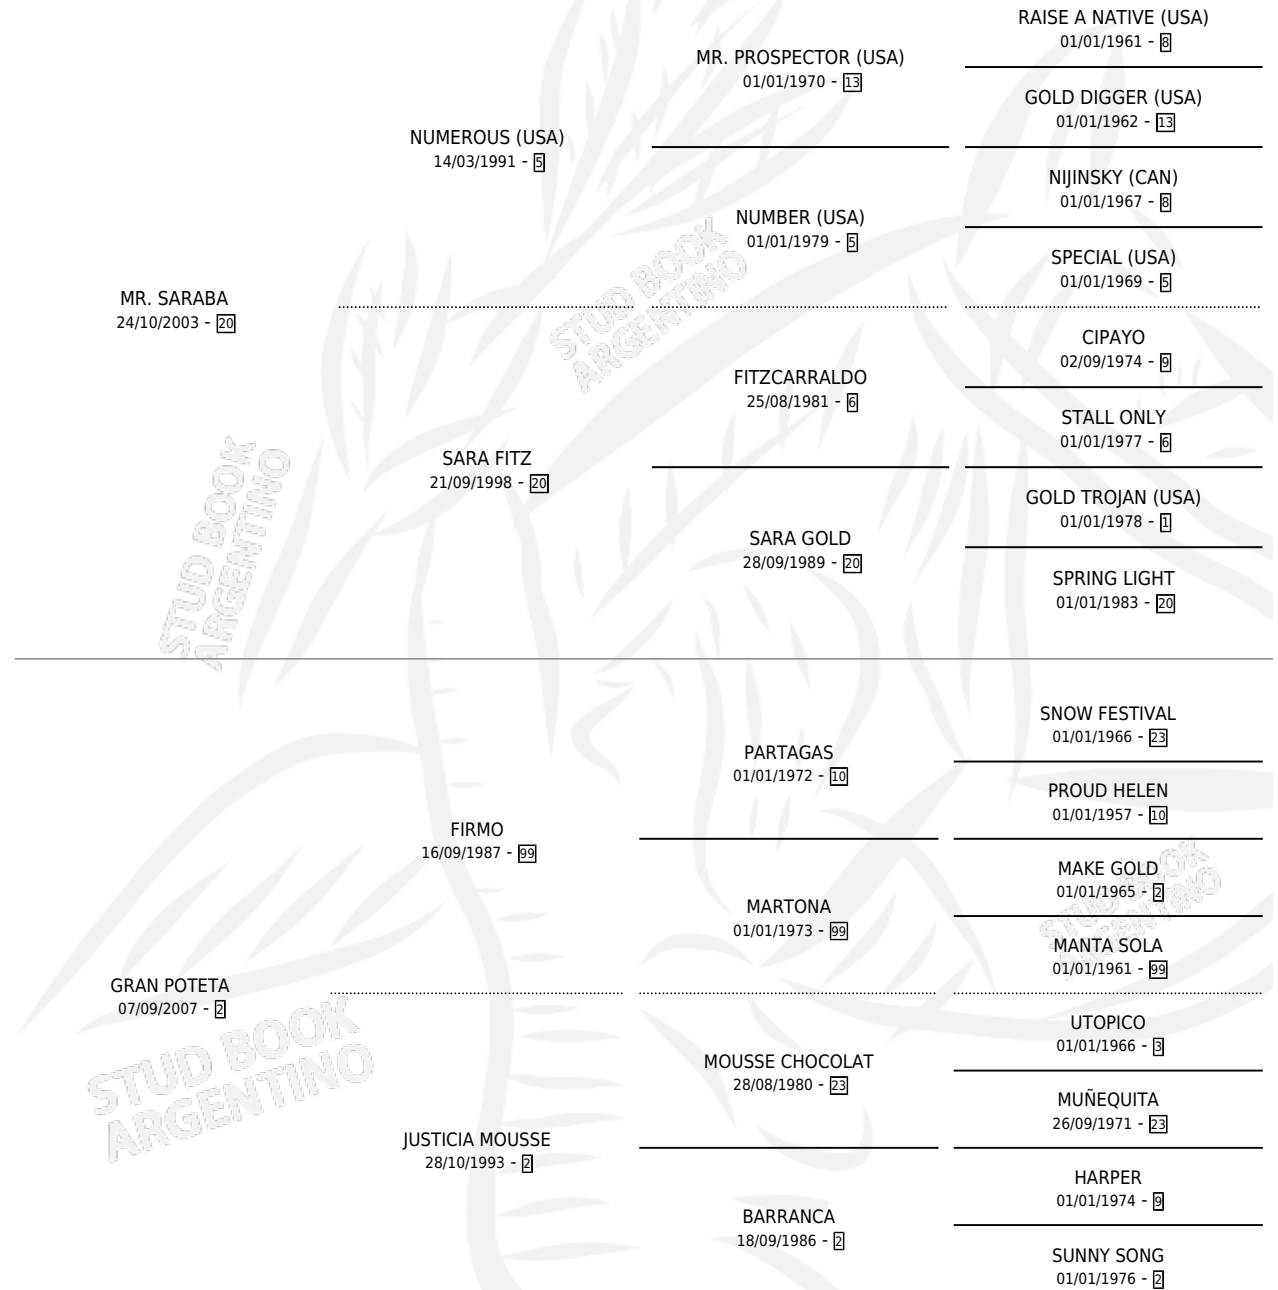 RAISE A NATIVE (USA)
01/01/1961 - 8
MR. PROSPECTOR (USA)
01/01/1970 - 13
GOLD DIGGER (USA)
01/01/1962 - 13
NUMEROUS (USA)
14/03/1991 - 5
NIJINSKY (CAN)
01/01/1967 - 8
NUMBER (USA)
01/01/1979 - 5
SPECIAL (USA)
01/01/1969 - 5
MR. SARABA
24/10/2003 - 20
STUD BOOK
ARGENTINO
CIPAYO
02/09/1974 - 9
FITZCARRALDO
25/08/1981 - 6
STALL ONLY
01/01/1977 - 6
SARA FITZ
21/09/1998 - 20
GOLD TROJAN (USA)
01/01/1978 - 1
SARA GOLD
28/09/1989 - 20
SPRING LIGHT
01/01/1983 - 20
STUD BOOK
ARGENTINO
SNOW FESTIVAL
01/01/1966 - 23
PARTAGAS
01/01/1972 - 10
PROUD HELEN
01/01/1957 - 10
FIRMO
16/09/1987 - 99
MAKE GOLD
01/01/1965 - 2
MARTONA
01/01/1973 - 99
MANTA SOLA
01/01/1961 - 99
STUD BOOK
ARGENTINO
GRAN POTETA
07/09/2007 - 2
STUD BOOK
ARGENTINO
UTOPICO
01/01/1966 - 3
MOUSSE CHOCOLAT
28/08/1980 - 23
MUÑEQUITA
26/09/1971 - 23
JUSTICIA MOUSSE
28/10/1993 - 2
HARPER
01/01/1974 - 9
BARRANCA
18/09/1986 - 2
SUNNY SONG
01/01/1976 - 2